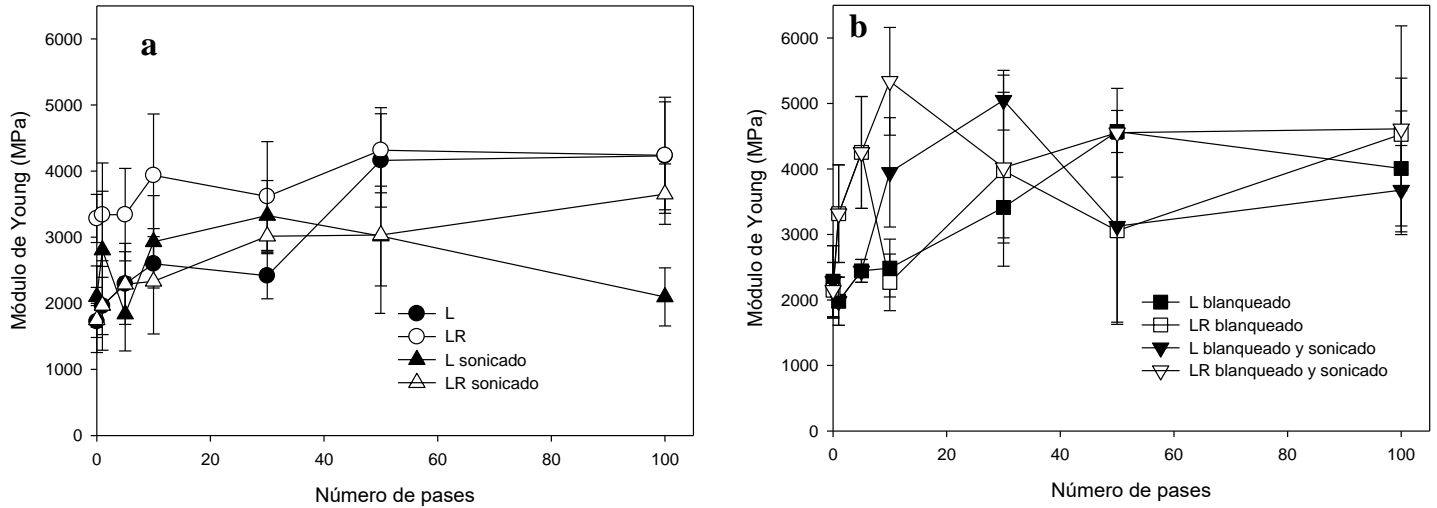 a
Módulo de Young (MPa)
6000
5000
4000
3000
2000
1000
0
0 20 40 60 80 100
Número de pases
L
LR
L sonicado
LR sonicado
b
Módulo de Young (MPa)
6000
5000
4000
3000
2000
1000
0
0 20 40 60 80 100
Número de pases
L blanqueado
LR blanqueado
L blanqueado y sonicado
LR blanqueado y sonicado